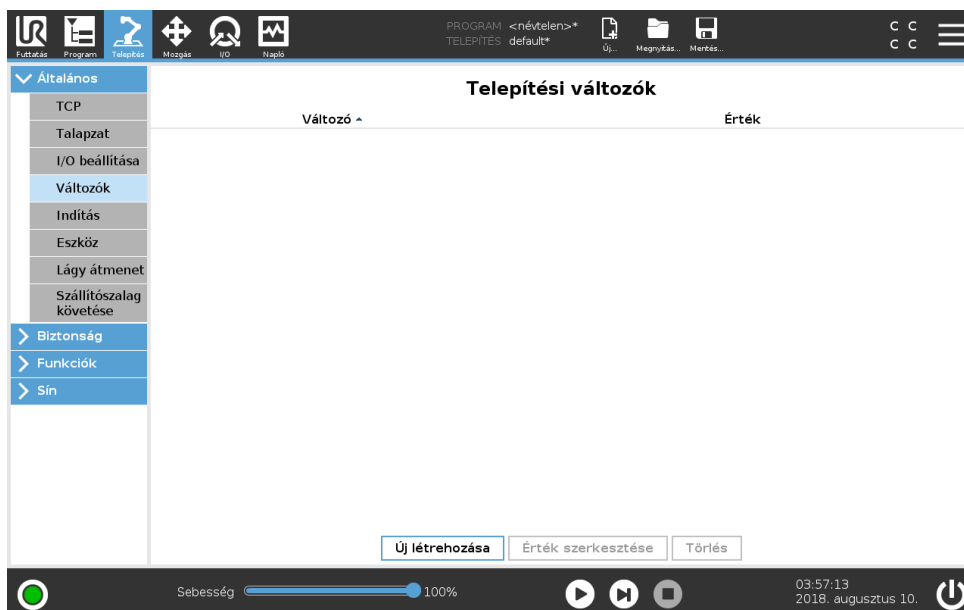 PROGRAM <névtelen>*
TELEPÍTÉS default*
C C
C C
Futtatás Program Telepítés Mozgás I/O Napló Új... Megnyitás... Mentés...
Általános
TCP
Talapzat
I/O beállítása
Változók
Indítás
Eszköz
Lágy átmenet
Szállítószalag
követése
Biztonság
Funkciók
Sín
Telepítési változók
Változó Érték
Új létrehozása Érték szerkesztése Törlés
Sebesség 100%
03:57:13
2018. augusztus 10.